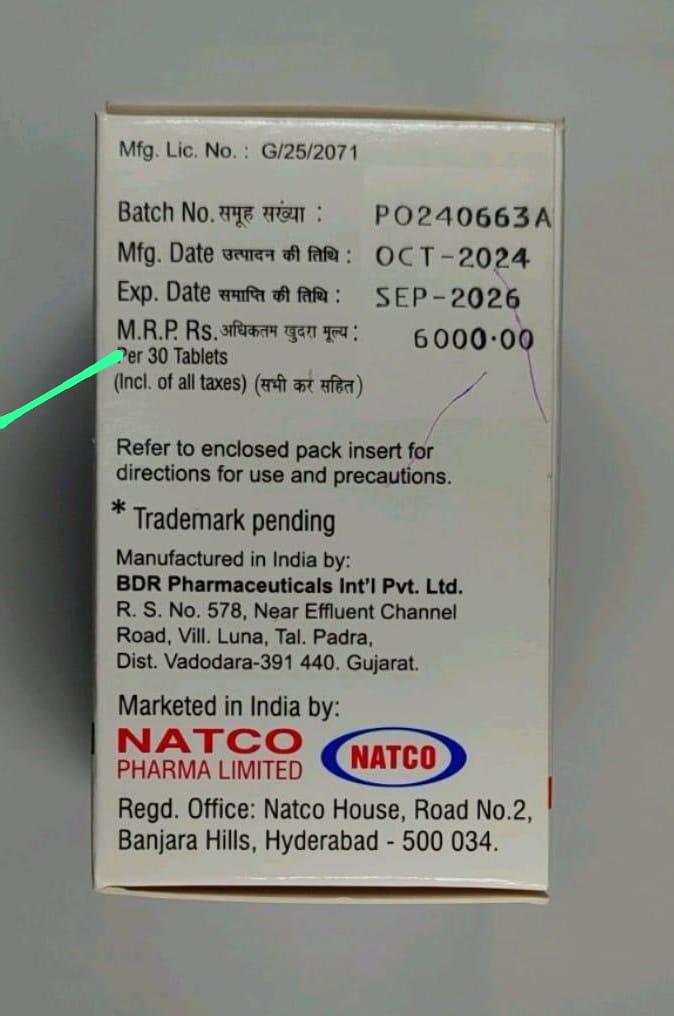 Mfg. Lic. No. : G/25/2071
Batch No. समूह सख्या : PO240663A
Mfg. Date उत्पादन की तिथि : OCT-2024
Exp. Date समाप्ति की तिथि : SEP-2026
M.R.P. Rs. अधिकतम खुदरा मूल्य : 6000.00
Per 30 Tablets
(Incl. of all taxes) (सभी कर सहित)
Refer to enclosed pack insert for
directions for use and precautions.
* Trademark pending
Manufactured in India by:
BDR Pharmaceuticals Int'l Pvt. Ltd.
R. S. No. 578, Near Effluent Channel
Road, Vill. Luna, Tal. Padra,
Dist. Vadodara-391 440. Gujarat.
Marketed in India by:
NATCO
PHARMA LIMITED
NATCO
Regd. Office: Natco House, Road No.2,
Banjara Hills, Hyderabad - 500 034.